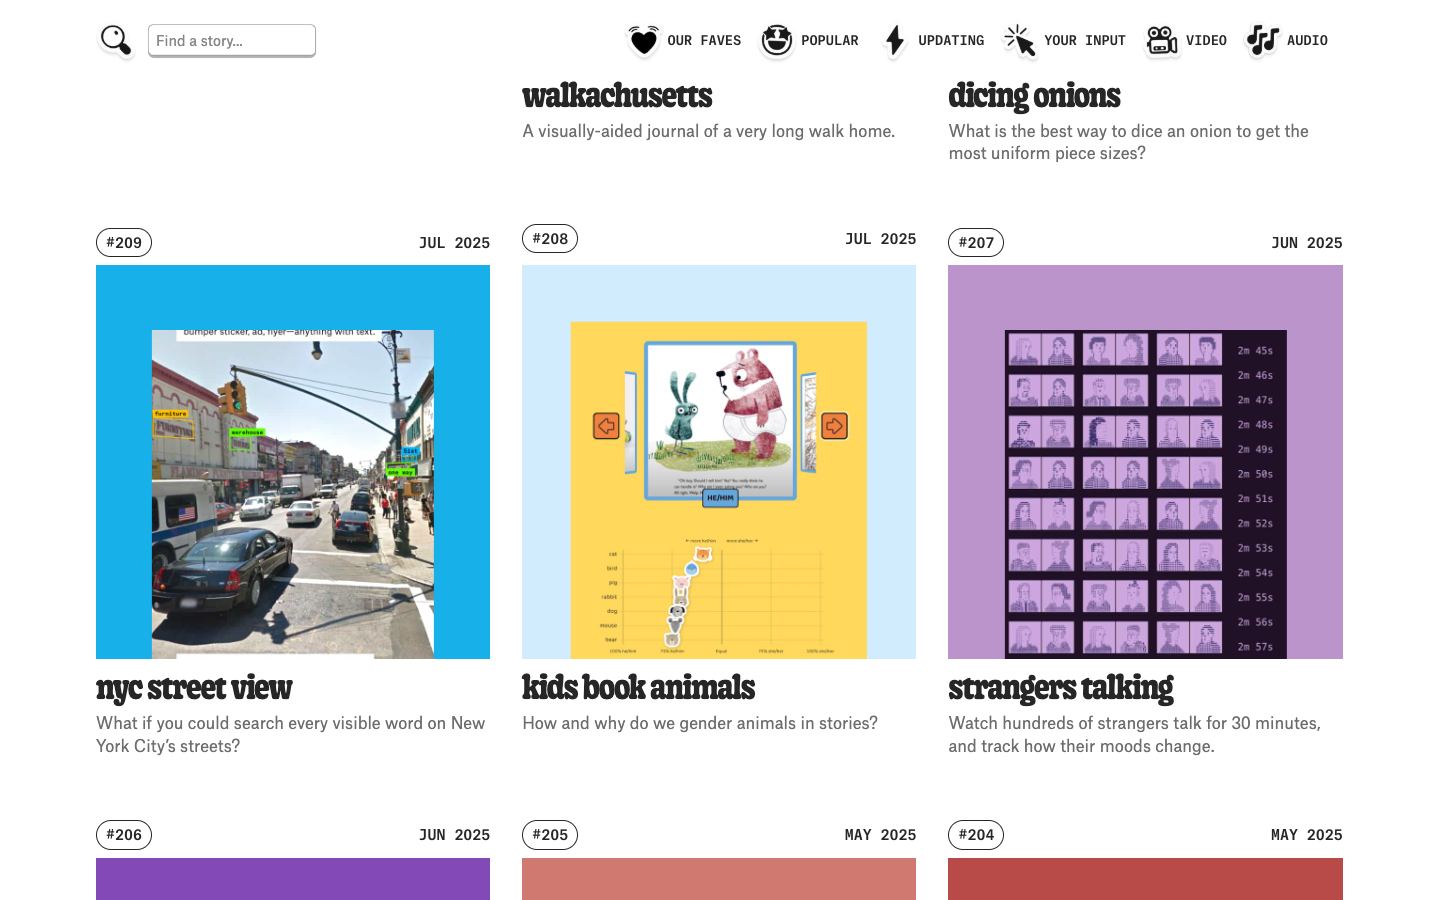 Find a story...
OUR FAVES
POPULAR
UPDATING
YOUR INPUT
VIDEO
AUDIO
walkachusetts
A visually-aided journal of a very long walk home.
dicing onions
What is the best way to dice an onion to get the
most uniform piece sizes?
#209
JUL 2025
bumper sticker, ad, flyer—anything with text.
furniture
FURNITURE
warehouse
one way
nyc street view
What if you could search every visible word on New
York City's streets?
#208
JUL 2025
HE/HIM
cat
bird
pig
rabbit
dog
mouse
bear
kids book animals
How and why do we gender animals in stories?
#207
JUN 2025
2m 45s
2m 46s
2m 47s
2m 48s
2m 49s
2m 50s
2m 51s
2m 52s
2m 53s
2m 54s
2m 55s
2m 56s
2m 57s
strangers talking
Watch hundreds of strangers talk for 30 minutes,
and track how their moods change.
#206
JUN 2025
#205
MAY 2025
#204
MAY 2025